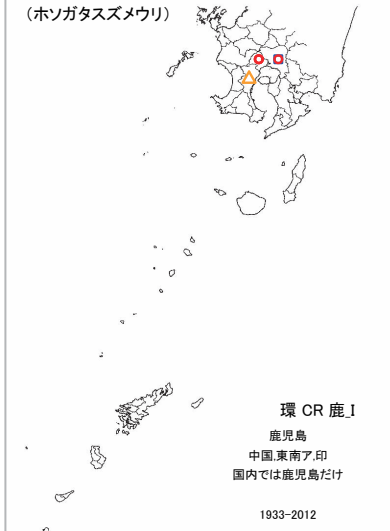 (ホソガタスズメウリ)
環 CR 鹿_I
鹿児島
中国,東南ア,印
国内では鹿児島だけ
1933-2012